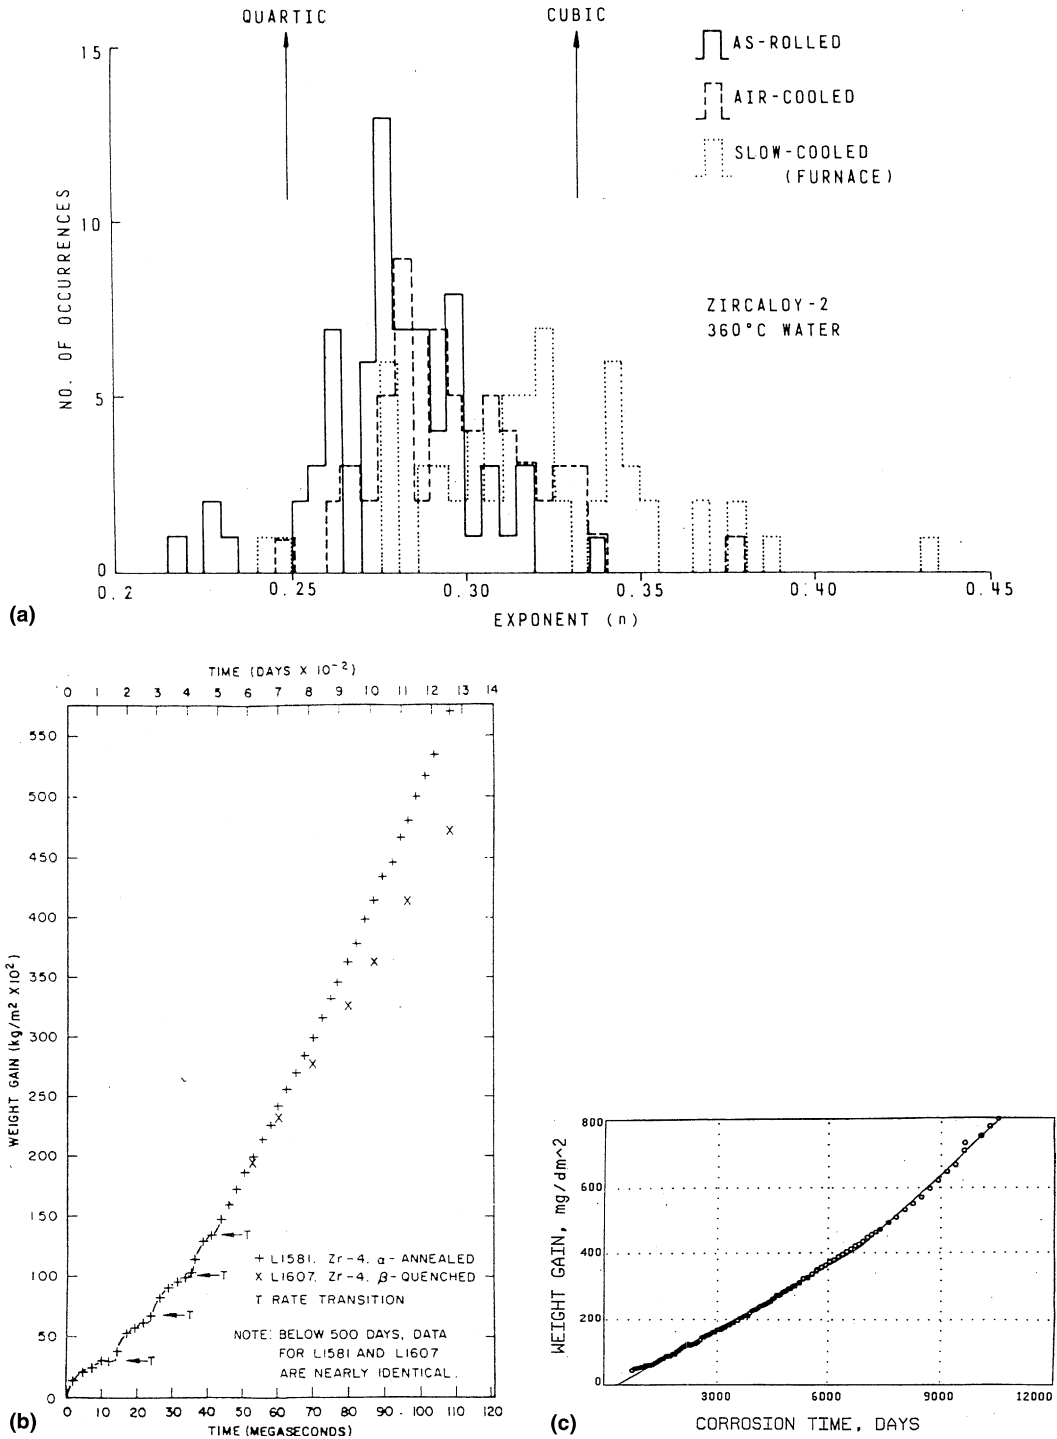 QUARTIC
CUBIC
15
10
5
0
NO. OF OCCURRENCES
AS-ROLLED
AIR-COOLED
SLOW-COOLED
(FURNACE)
ZIRCALOY-2
360°C WATER
0.2 0.25 0.30 0.35 0.40 0.45
EXPONENT (n)
(a)
TIME (DAYS X 10⁻²)
0 1 2 3 4 5 6 7 8 9 10 11 12 13 14
550
500
450
400
350
300
250
200
150
100
50
0
WEIGHT GAIN (kg/m² X10²)
T
T
T
T
+ L1581, Zr-4, α-ANNEALED
X L1607, Zr-4, β-QUENCHED
T RATE TRANSITION
NOTE: BELOW 500 DAYS, DATA
FOR L1581 AND L1607
ARE NEARLY IDENTICAL.
0 10 20 30 40 50 60 70 80 90 100 110 120
TIME (MEGASECONDS)
(b)
800
600
400
200
0
WEIGHT GAIN, mg/dm^2
3000 6000 9000 12000
CORROSION TIME, DAYS
(c)